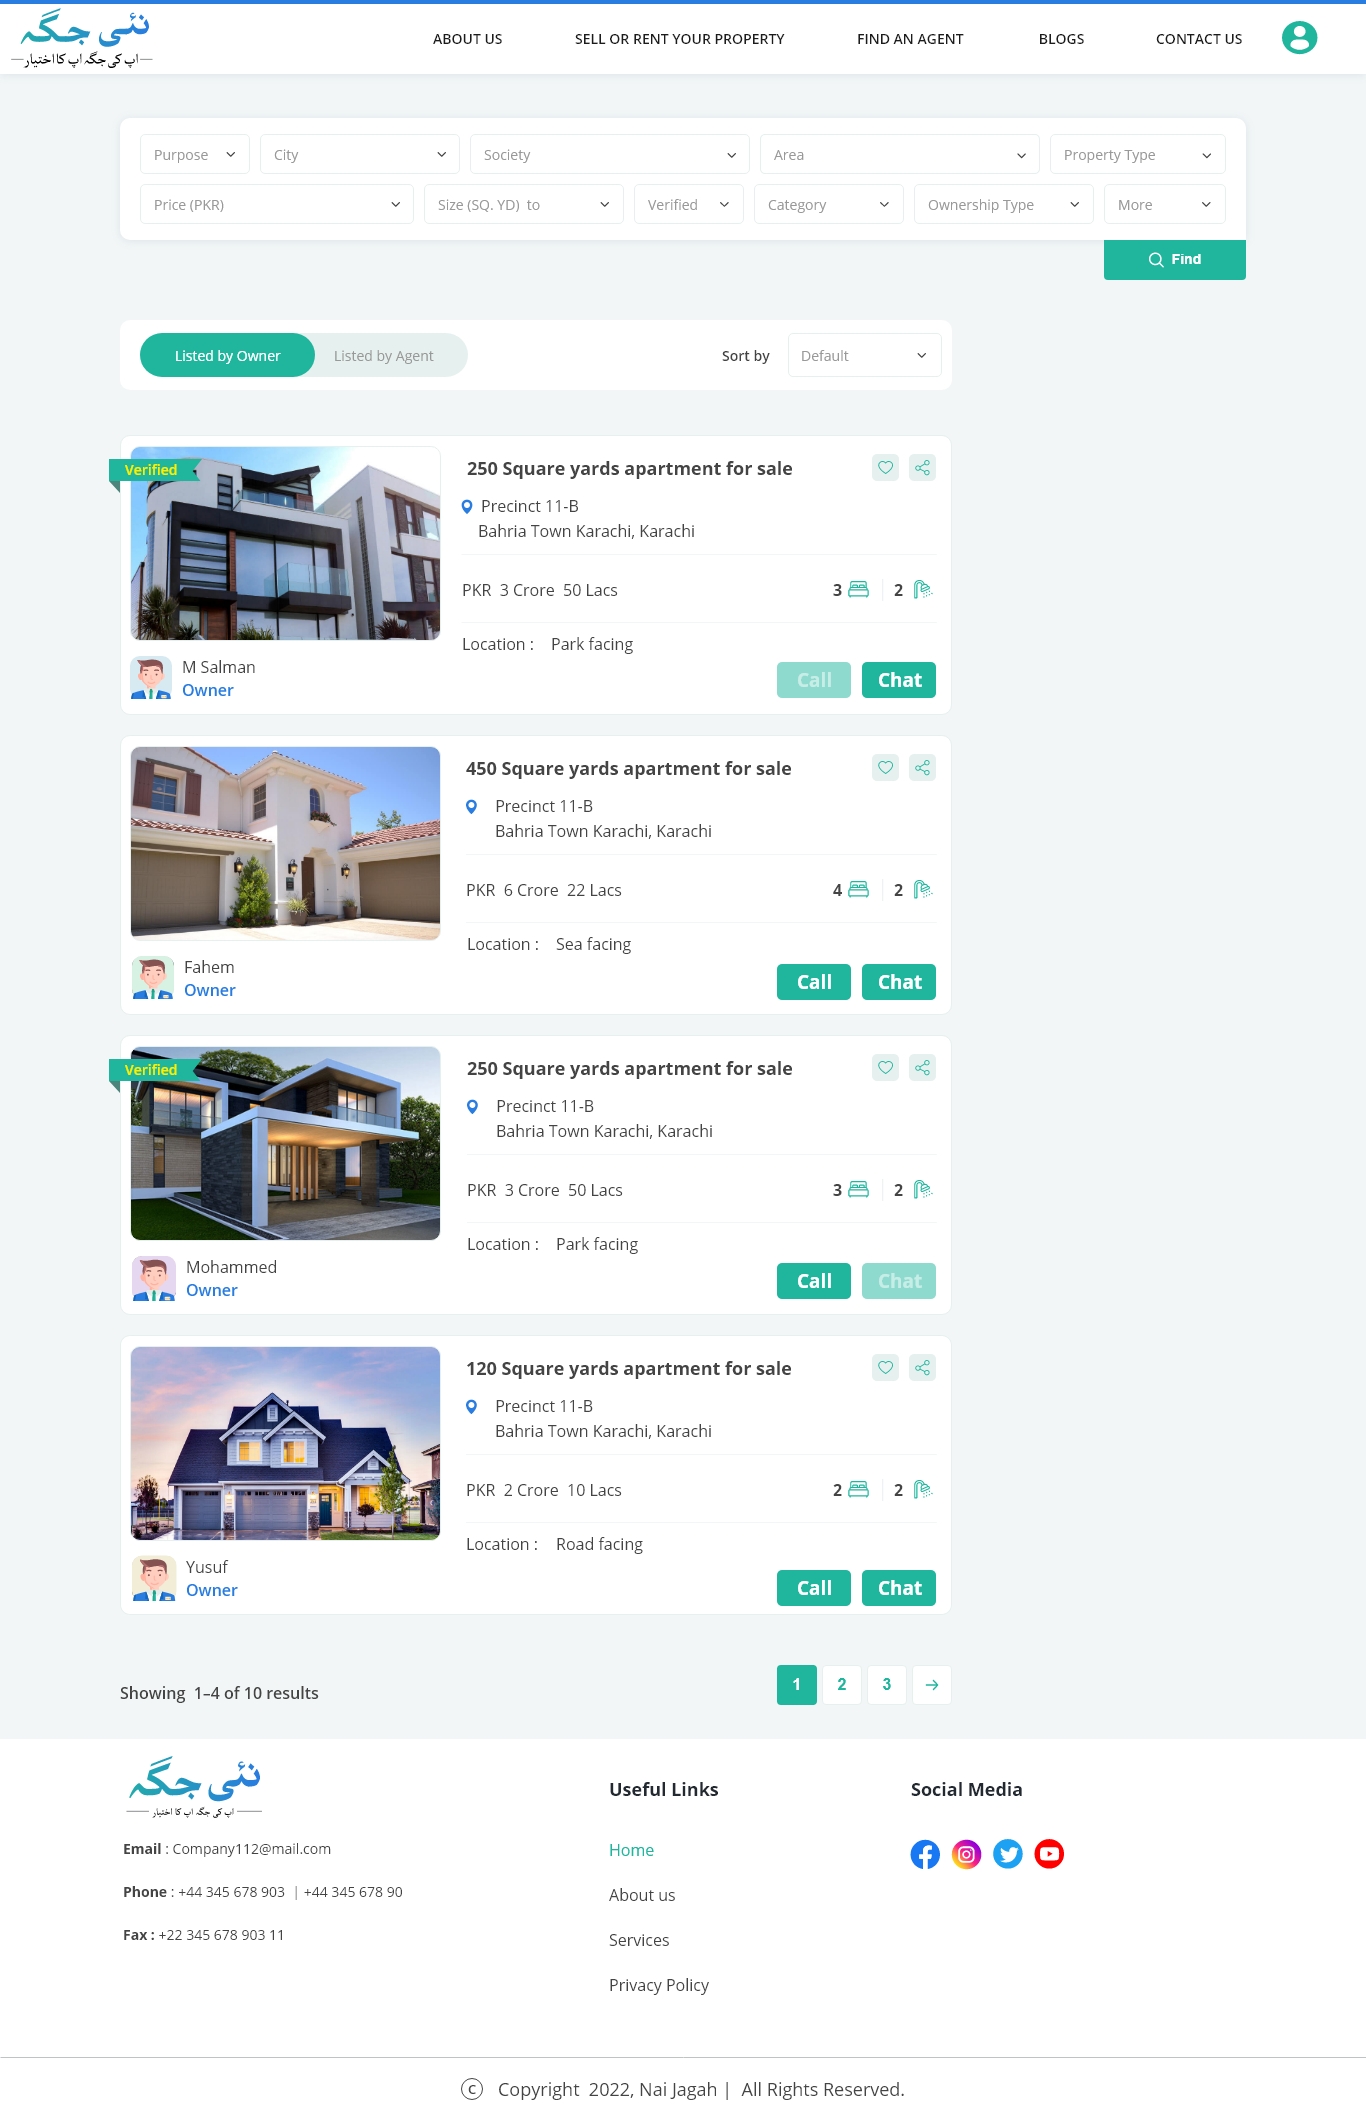 نئی جگہ
اپ کی جگہ اپ کا اختیار
ABOUT US
SELL OR RENT YOUR PROPERTY
FIND AN AGENT
BLOGS
CONTACT US
Purpose
City
Society
Area
Property Type
Price (PKR)
Size (SQ. YD) to
Verified
Category
Ownership Type
More
Find
Listed by Owner
Listed by Agent
Sort by
Default
Verified
250 Square yards apartment for sale
Precinct 11-B
Bahria Town Karachi, Karachi
PKR 3 Crore 50 Lacs
3
2
Location : Park facing
M Salman
Owner
Call
Chat
450 Square yards apartment for sale
Precinct 11-B
Bahria Town Karachi, Karachi
PKR 6 Crore 22 Lacs
4
2
Location : Sea facing
Fahem
Owner
Call
Chat
Verified
250 Square yards apartment for sale
Precinct 11-B
Bahria Town Karachi, Karachi
PKR 3 Crore 50 Lacs
3
2
Location : Park facing
Mohammed
Owner
Call
Chat
120 Square yards apartment for sale
Precinct 11-B
Bahria Town Karachi, Karachi
PKR 2 Crore 10 Lacs
2
2
Location : Road facing
Yusuf
Owner
Call
Chat
Showing 1–4 of 10 results
1
2
3
نئی جگہ
اپ کی جگہ اپ کا اختیار
Email : Company112@mail.com
Phone : +44 345 678 903 | +44 345 678 90
Fax : +22 345 678 903 11
Useful Links
Home
About us
Services
Privacy Policy
Social Media
© Copyright 2022, Nai Jagah | All Rights Reserved.